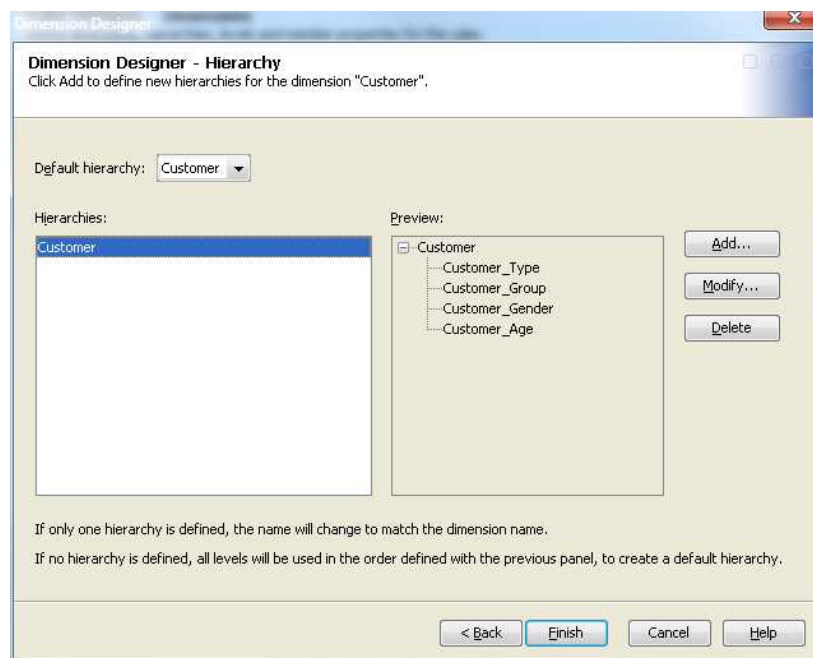 Dimension Designer
Dimension Designer - Hierarchy
Click Add to define new hierarchies for the dimension "Customer".
Default hierarchy: Customer
Hierarchies:
Preview:
Customer
Customer
Customer_Type
Customer_Group
Customer_Gender
Customer_Age
Add...
Modify...
Delete
If only one hierarchy is defined, the name will change to match the dimension name.
If no hierarchy is defined, all levels will be used in the order defined with the previous panel, to create a default hierarchy.
< Back Finish Cancel Help